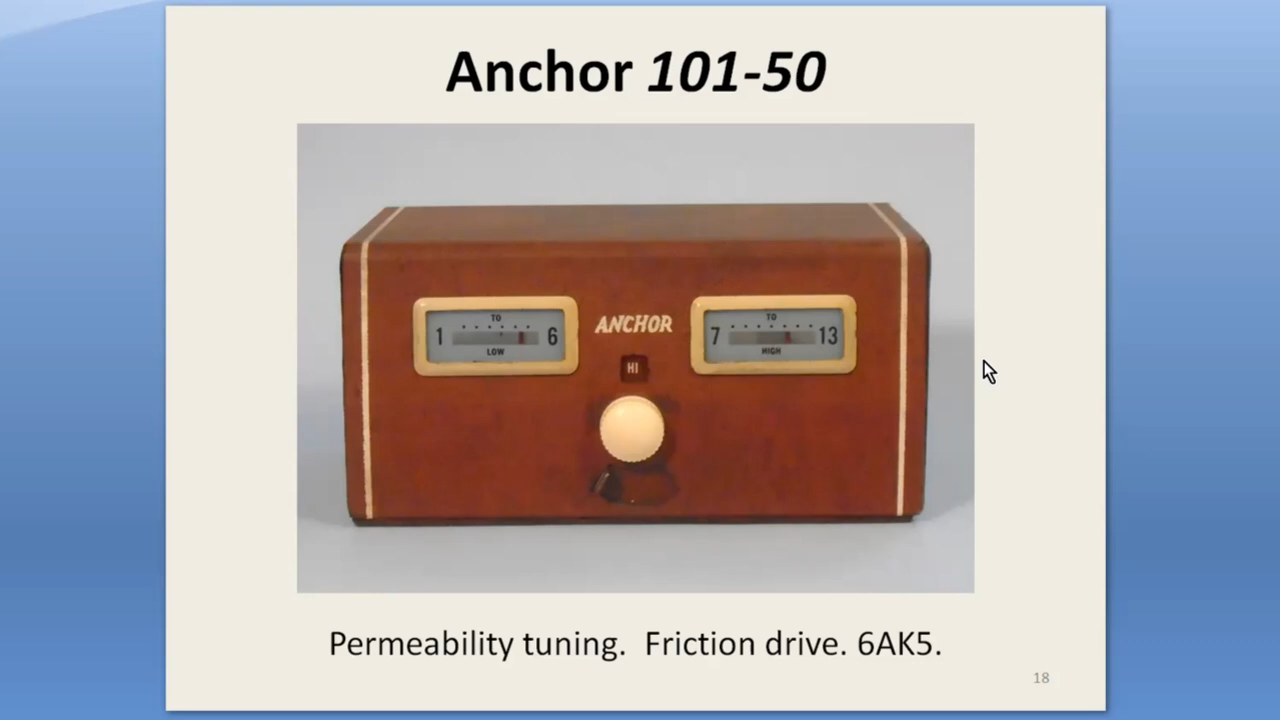 Anchor 101-50
TO
1 6
LOW
ANCHOR
HI
TO
7 13
HIGH
Permeability tuning.  Friction drive. 6AK5.
18